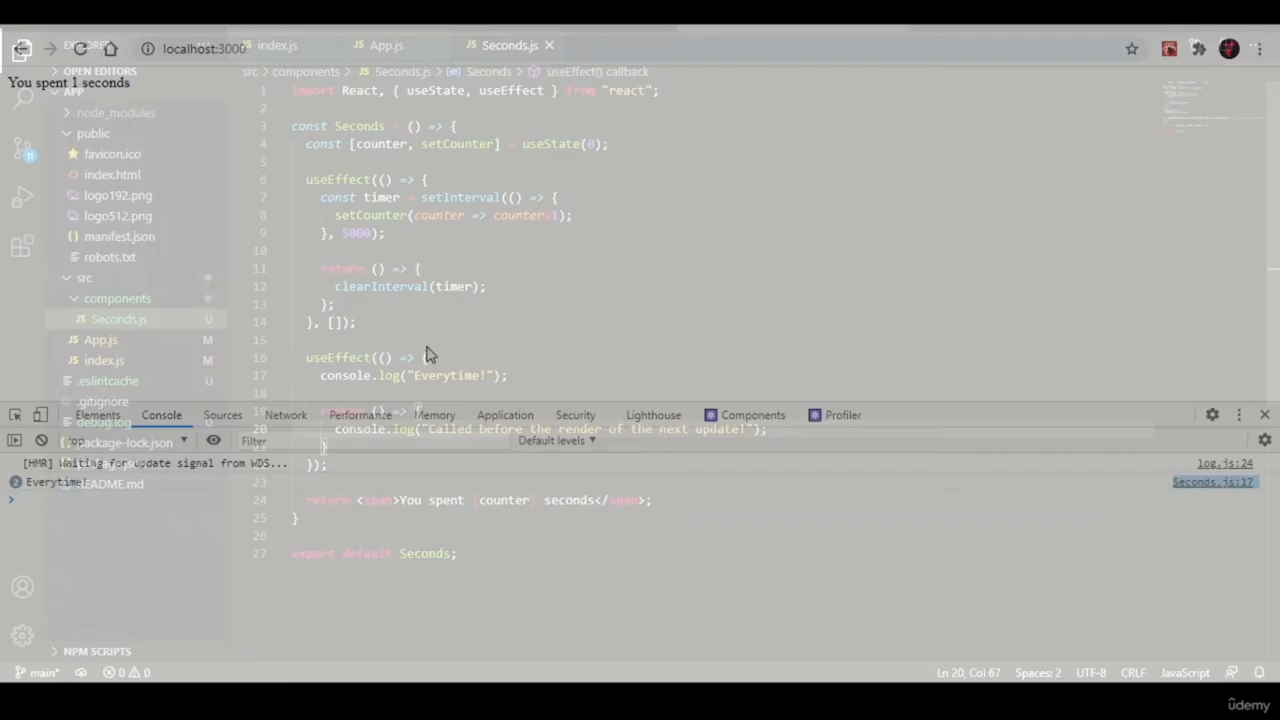 localhost:3000
You spent 1 seconds
EXPLORER
index.js
App.js
Seconds.js
OPEN EDITORS
APP
node_modules
public
favicon.ico
index.html
logo192.png
logo512.png
manifest.json
robots.txt
src
components
Seconds.js U
App.js M
index.js M
.eslintcache U
.gitignore
debug.log U
package-lock.json
README.md
NPM SCRIPTS
src > components > Seconds.js > Seconds > useEffect() callback
1 import React, { useState, useEffect } from "react";
2
3 const Seconds = () => {
4 const [counter, setCounter] = useState(0);
5
6 useEffect(() => {
7 const timer = setInterval(() => {
8 setCounter(counter => counter+1);
9 }, 5000);
10
11 return () => {
12 clearInterval(timer);
13 };
14 }, []);
15
16 useEffect(() => {
17 console.log("Everytime!");
18
19 return () => {
20 console.log("Called before the render of the next update!");
}
22 });
23
24 return <span>You spent {counter} seconds</span>;
25 }
26
27 export default Seconds;
Elements Console Sources Network Performance Memory Application Security Lighthouse Components Profiler
top Filter Default levels
[HMR] Waiting for update signal from WDS... log.js:24
2 Everytime! Seconds.js:17
main* 0 0 Ln 20, Col 67 Spaces: 2 UTF-8 CRLF JavaScript
udemy